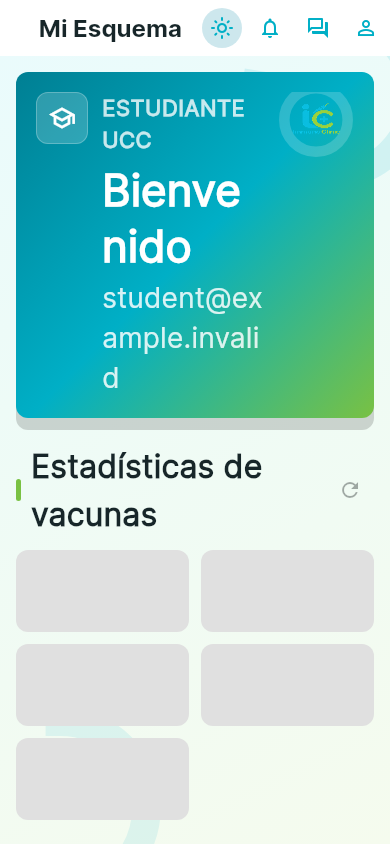 Mi Esquema
ESTUDIANTE
UCC
Bienve
nido
student@ex
ample.invali
d
Estadísticas de
vacunas